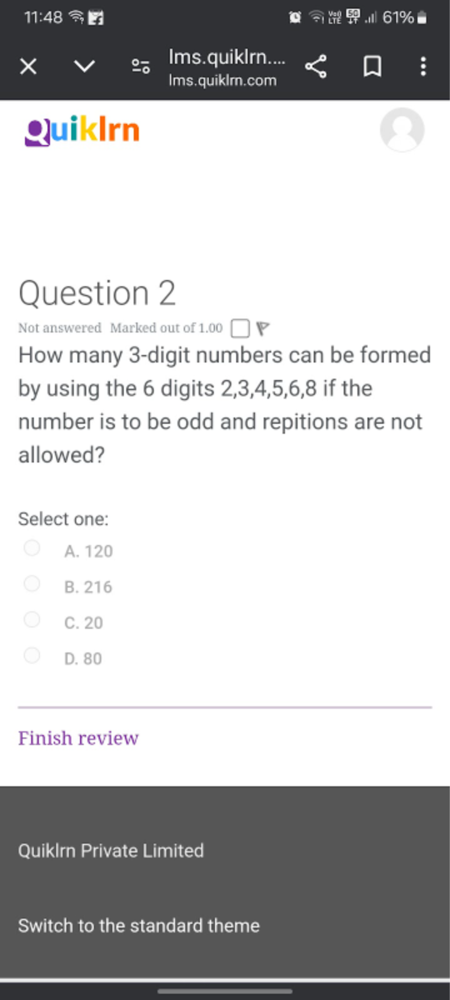 11:48 VoD LTE 5G 61%
lms.quiklrn....
lms.quiklrn.com
Quiklrn
Question 2
Not answered Marked out of 1.00
How many 3-digit numbers can be formed
by using the 6 digits 2,3,4,5,6,8 if the
number is to be odd and repitions are not
allowed?
Select one:
A. 120
B. 216
C. 20
D. 80
Finish review
Quiklrn Private Limited
Switch to the standard theme